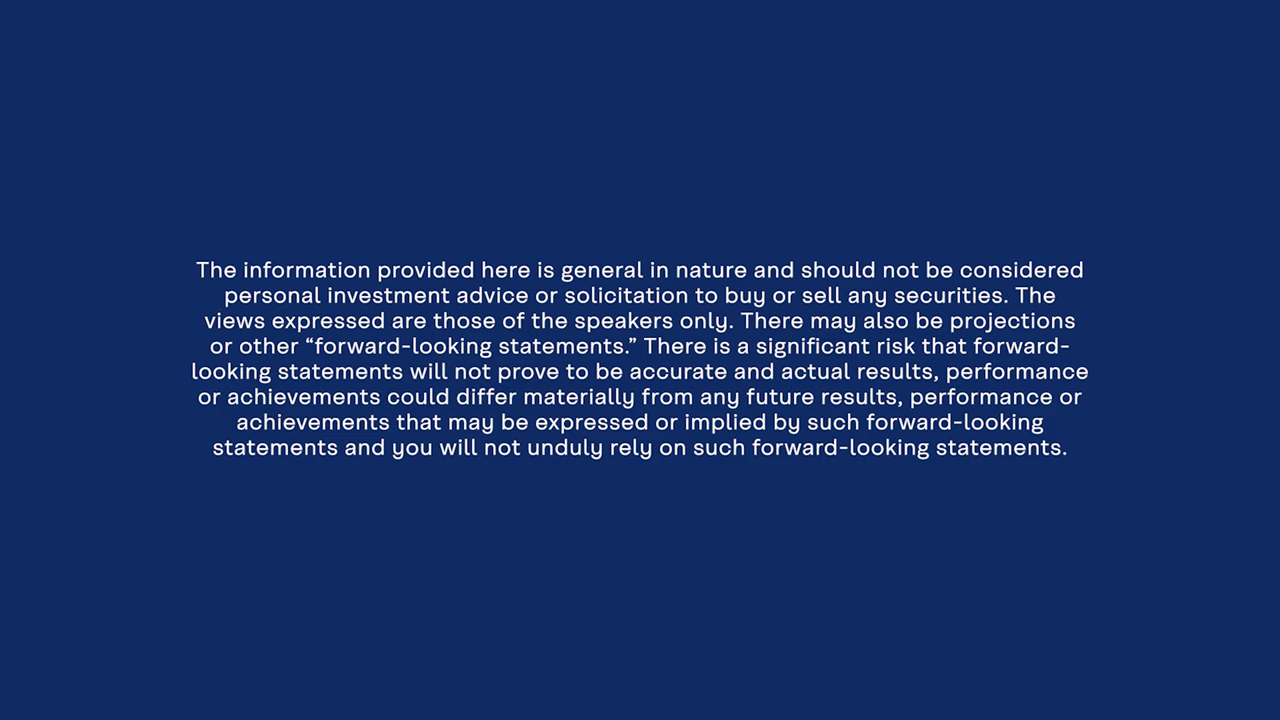 The information provided here is general in nature and should not be considered
personal investment advice or solicitation to buy or sell any securities. The
views expressed are those of the speakers only. There may also be projections
or other “forward-looking statements.” There is a significant risk that forward-
looking statements will not prove to be accurate and actual results, performance
or achievements could differ materially from any future results, performance or
achievements that may be expressed or implied by such forward-looking
statements and you will not unduly rely on such forward-looking statements.